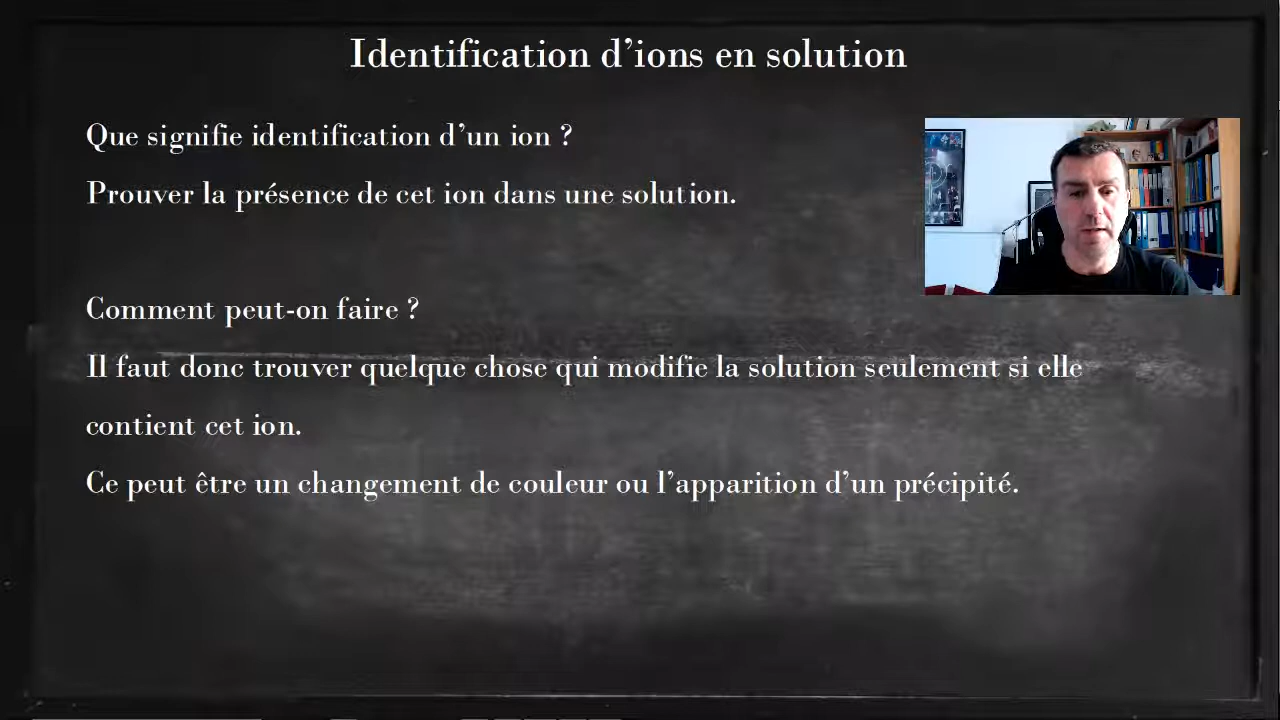 Identification d’ions en solution
Que signifie identification d’un ion ?
Prouver la présence de cet ion dans une solution.
Comment peut-on faire ?
Il faut donc trouver quelque chose qui modifie la solution seulement si elle
contient cet ion.
Ce peut être un changement de couleur ou l’apparition d’un précipité.